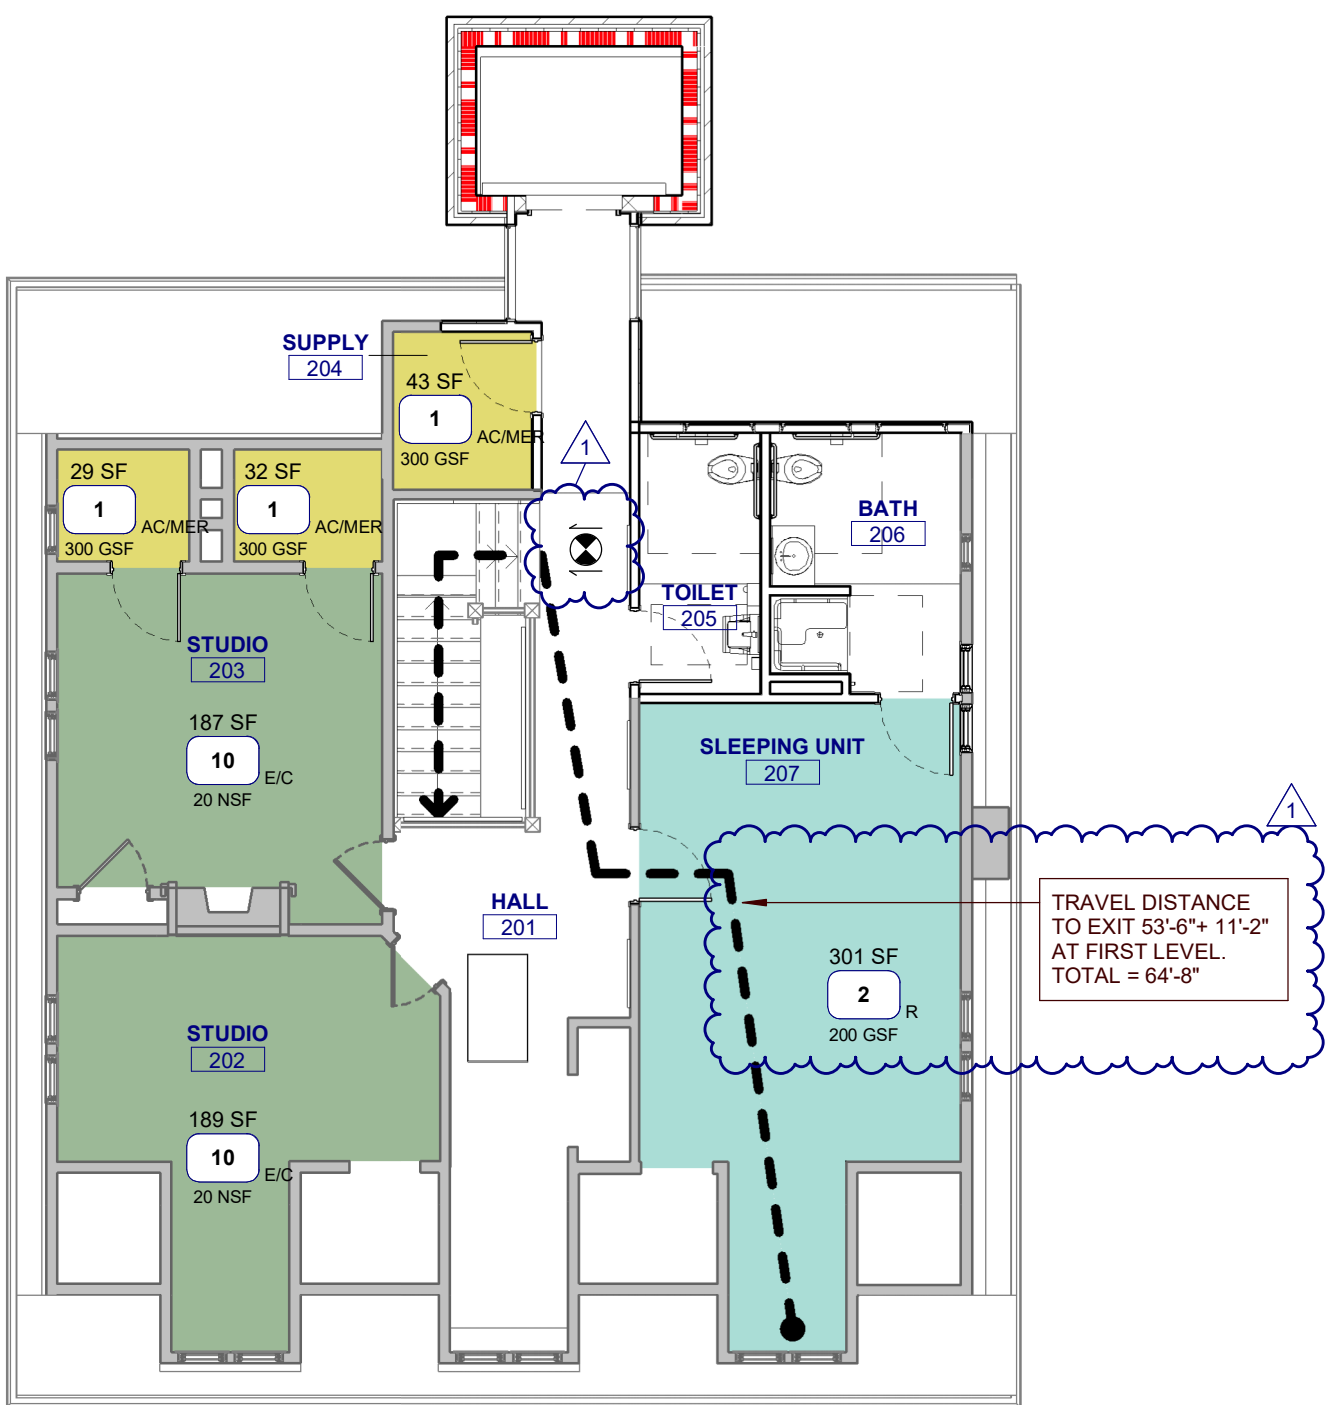 SUPPLY
204
43 SF
1
AC/MER
300 GSF
1
29 SF
1
AC/MER
300 GSF
32 SF
1
AC/MER
300 GSF
BATH
206
TOILET
205
STUDIO
203
187 SF
10
E/C
20 NSF
SLEEPING UNIT
207
1
HALL
201
TRAVEL DISTANCE
TO EXIT 53'-6"+ 11'-2"
AT FIRST LEVEL.
TOTAL = 64'-8"
301 SF
2
R
200 GSF
STUDIO
202
189 SF
10
E/C
20 NSF